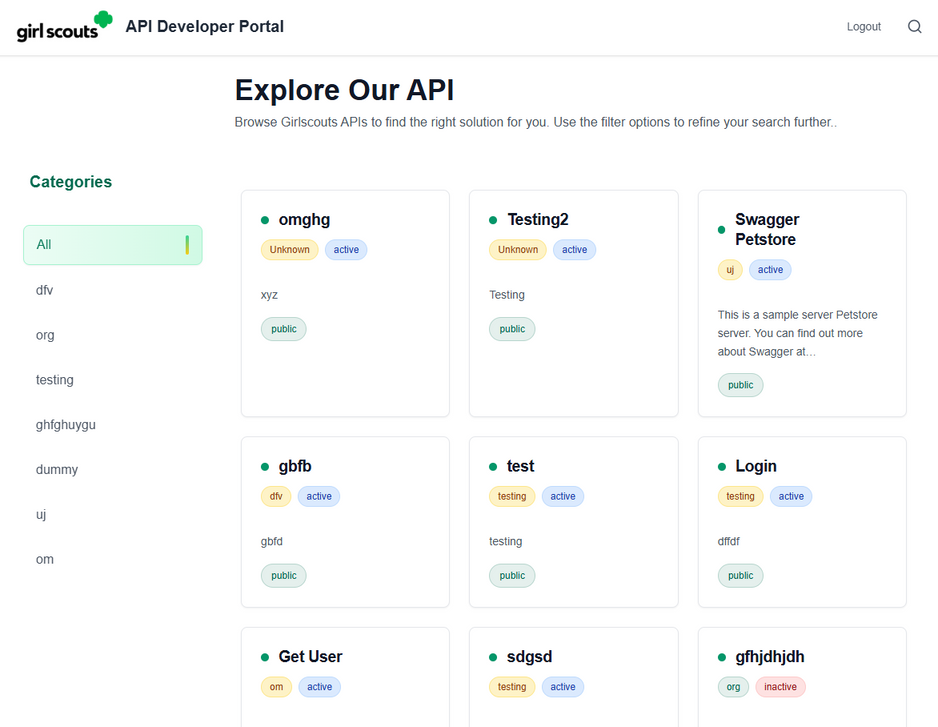 girl scouts API Developer Portal Logout
Explore Our API
Browse Girlscouts APIs to find the right solution for you. Use the filter options to refine your search further..
Categories
All
dfv
org
testing
ghfghuygu
dummy
uj
om
omghg
Unknown active
xyz
public
Testing2
Unknown active
Testing
public
Swagger
Petstore
uj active
This is a sample server Petstore
server. You can find out more
about Swagger at...
public
gbfb
dfv active
gbfd
public
test
testing active
testing
public
Login
testing active
dffdf
public
Get User
om active
sdgsd
testing active
gfhjdhjdh
org inactive